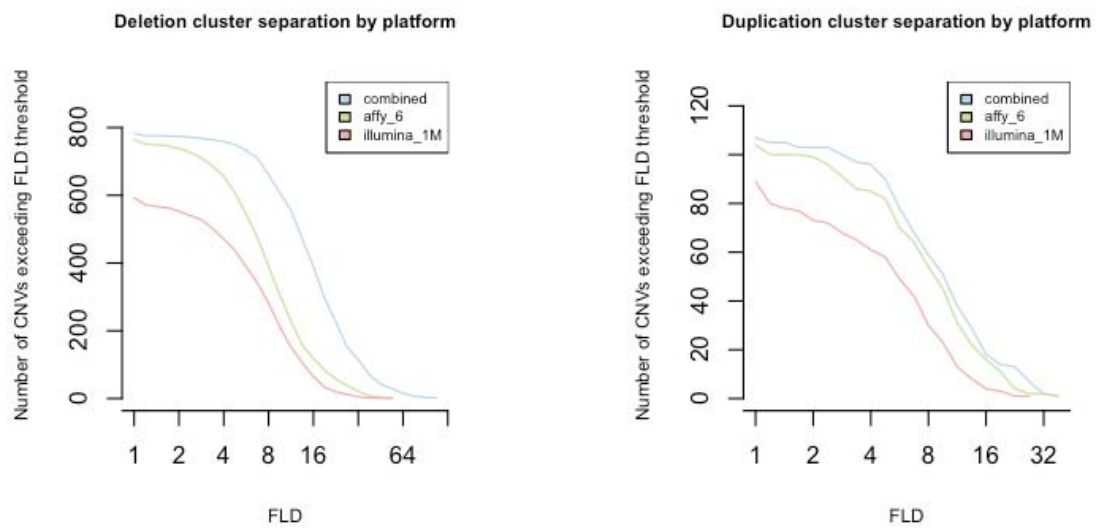 Deletion cluster separation by platform
Number of CNVs exceeding FLD threshold
800
600
400
200
0
combined
affy_6
illumina_1M
1 2 4 8 16 64
FLD
Duplication cluster separation by platform
Number of CNVs exceeding FLD threshold
120
80
60
40
20
0
combined
affy_6
illumina_1M
1 2 4 8 16 32
FLD